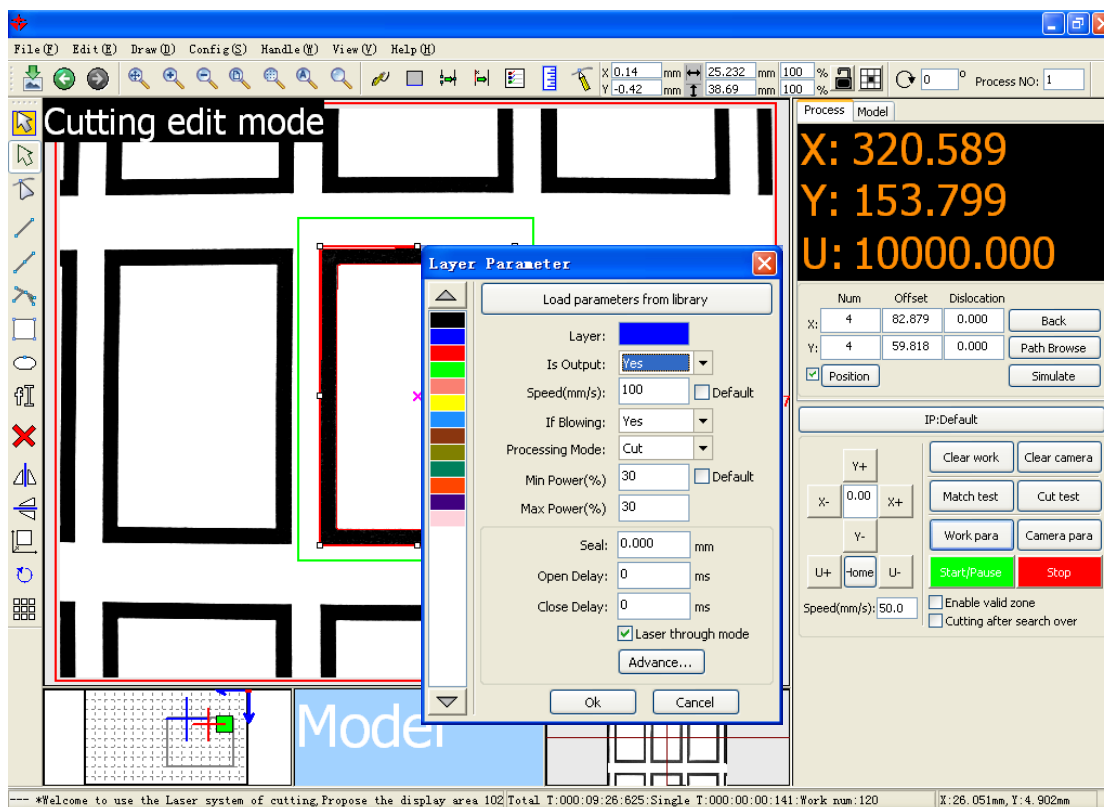 File(F) Edit(E) Draw(D) Config(S) Handle(W) View(V) Help(H)
X 0.14 mm 25.232 mm 100 %
Y -0.42 mm 38.69 mm 100 %
0 °
Process NO: 1
Cutting edit mode
Process Model
X: 320.589
Y: 153.799
U: 10000.000
Num Offset Dislocation
X: 4 82.879 0.000 Back
Y: 4 59.818 0.000 Path Browse
Position Simulate
IP:Default
Y+ Clear work Clear camera
X- 0.00 X+ Match test Cut test
Y- Work para Camera para
U+ Home U- Start/Pause Stop
Speed(mm/s): 50.0 Enable valid zone
Cutting after search over
Layer Parameter
Load parameters from library
Layer:
Is Output: Yes
Speed(mm/s): 100 Default
If Blowing: Yes
Processing Mode: Cut
Min Power(%) 30 Default
Max Power(%) 30
Seal: 0.000 mm
Open Delay: 0 ms
Close Delay: 0 ms
Laser through mode
Advance...
Ok Cancel
Model
--- *Welcome to use the Laser system of cutting,Propose the display area 102 Total T:000:09:26:625:Single T:000:00:00:141:Work num:120 X:26.051mm,Y:4.902mm